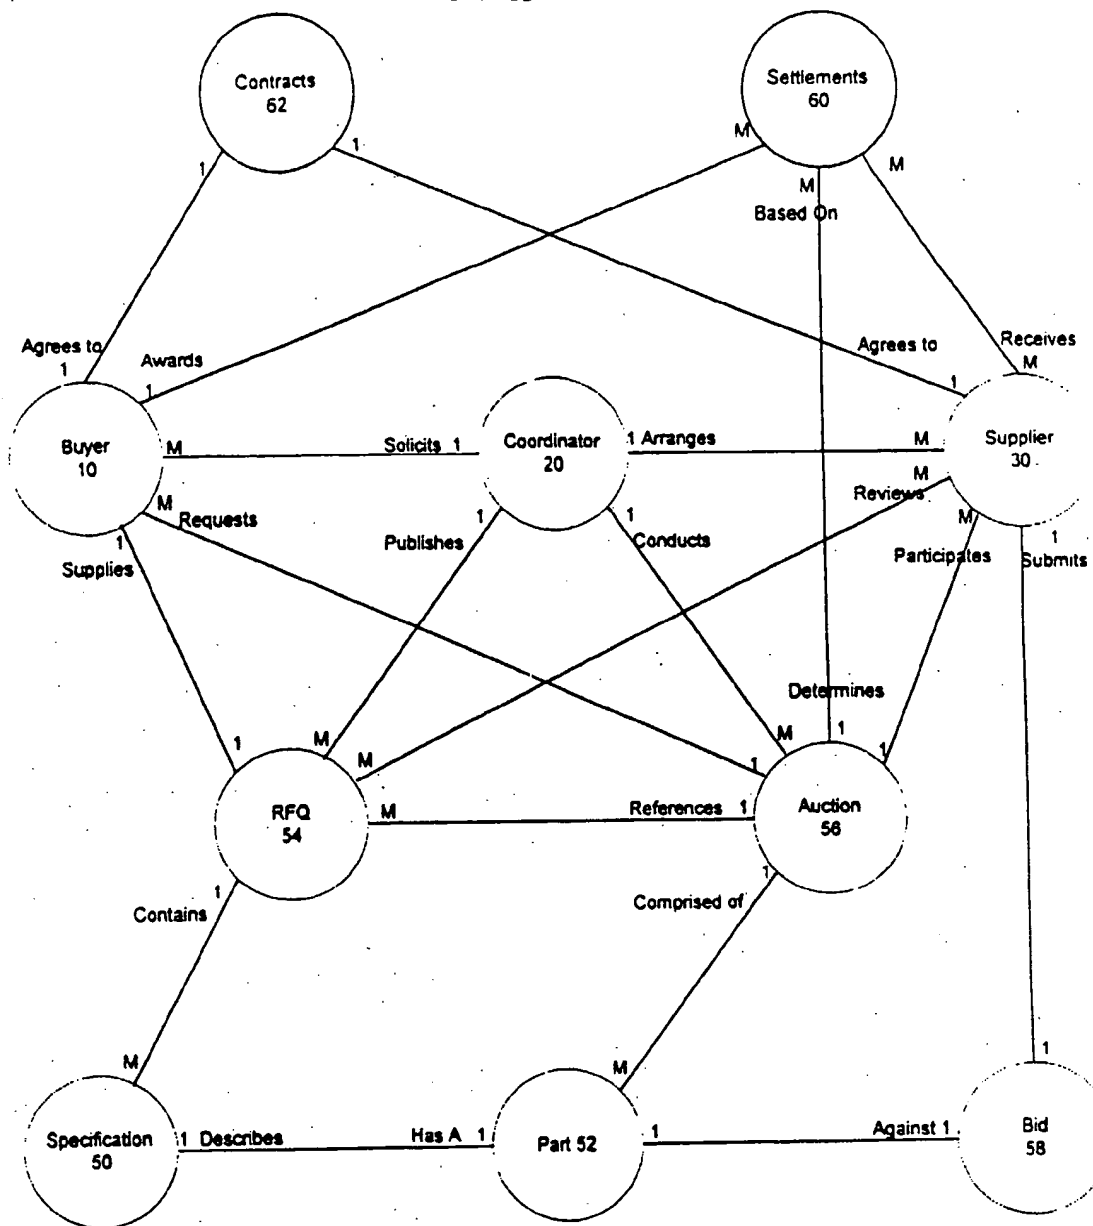 Contracts
62
Settlements
60
M
1
1
M
M
Based On
Agrees to
1
Awards
1
Agrees to
1
Receives
M
Buyer
10
M
Solicits 1
Coordinator
20
1 Arranges
M
Supplier
30
M
Reviews
M
Requests
1
Supplies
1
Publishes
1
Conducts
M
Participates
1
Submits
Determines
1
M
M
1
1
1
M
RFQ
54
M
References 1
Auction
56
1
Contains
1
Comprised of
M
M
1
Specification
50
1 Describes
Has A 1
Part 52
1
Against 1
Bid
58